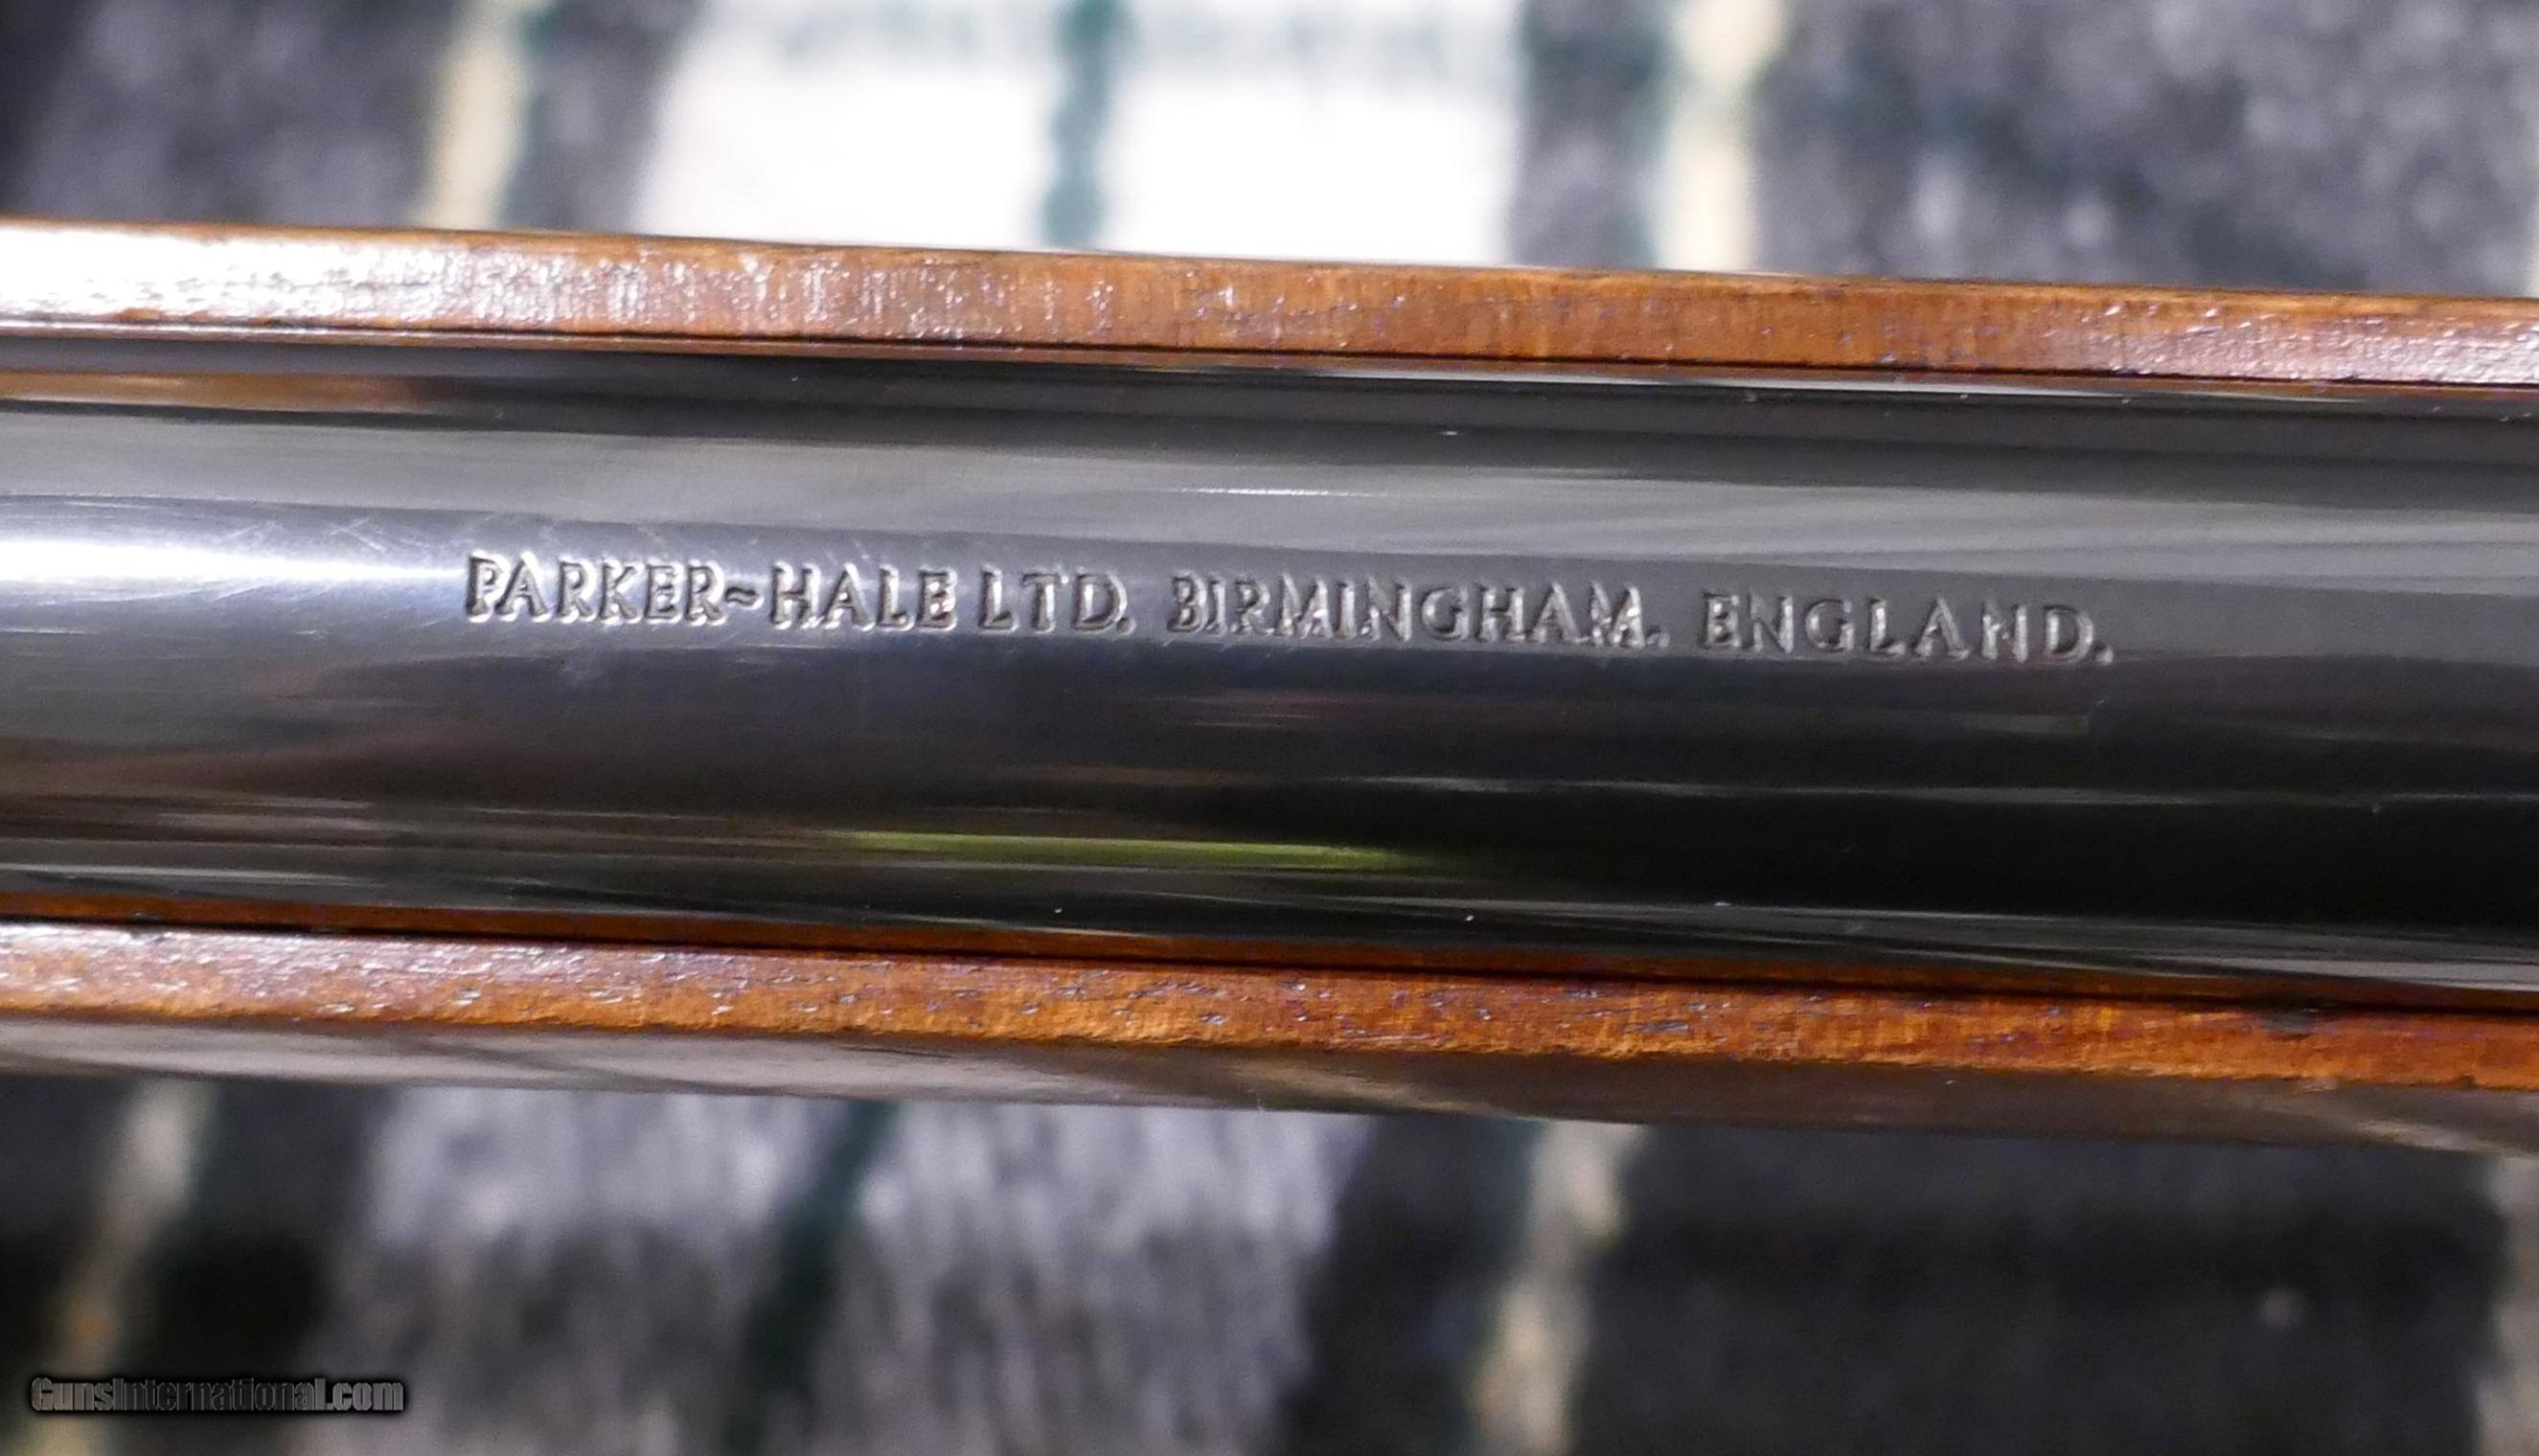 PARKER~HALE LTD. BIRMINGHAM. ENGLAND.
GunsInternational.com